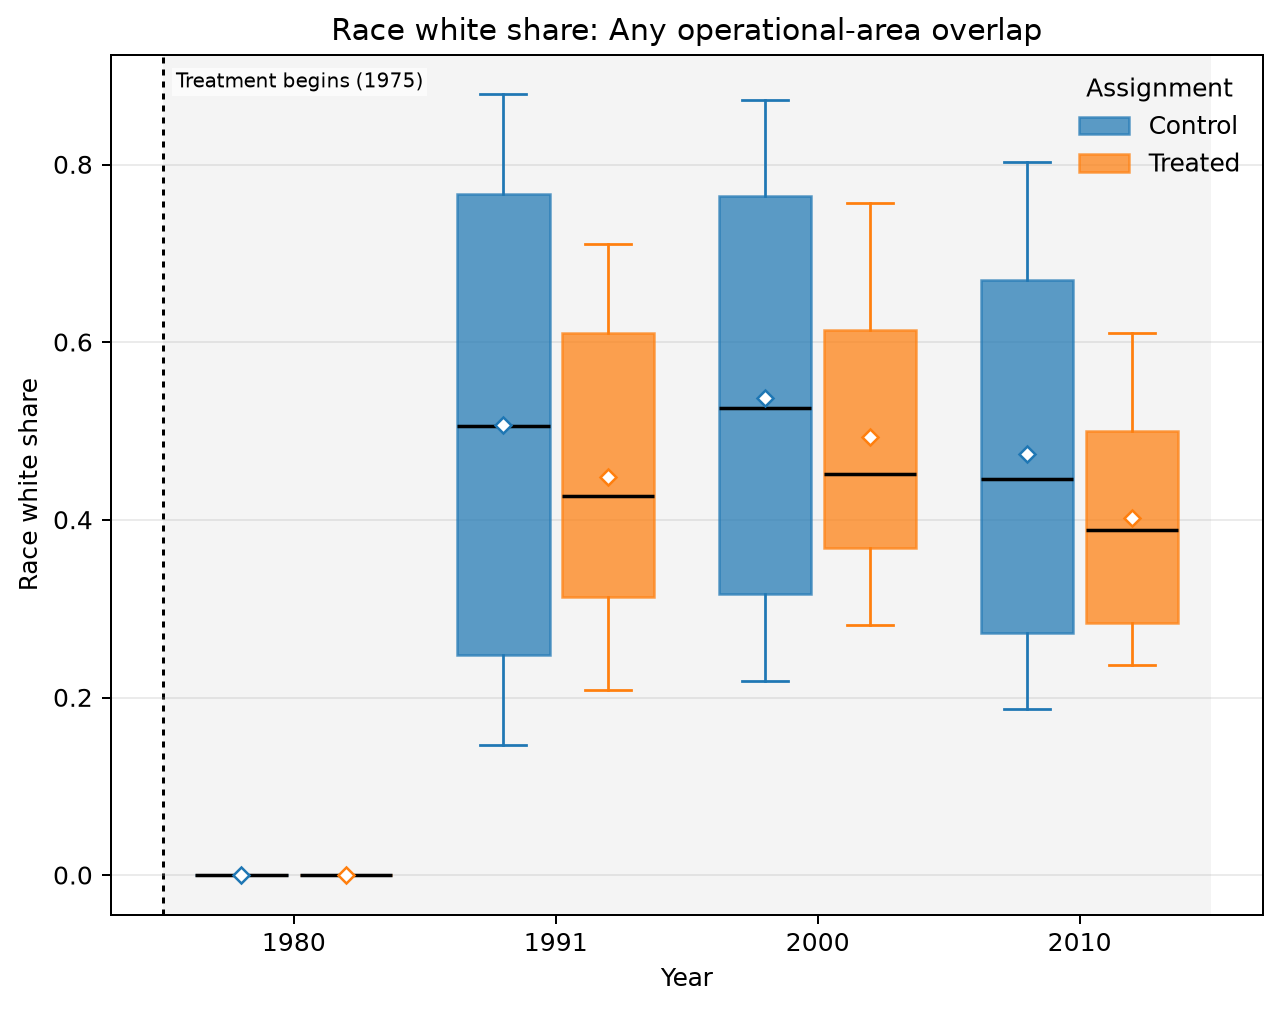 Race white share: Any operational-area overlap
Treatment begins (1975)
Assignment
Control
Treated
Race white share
0.8
0.6
0.4
0.2
0.0
1980 1991 2000 2010
Year